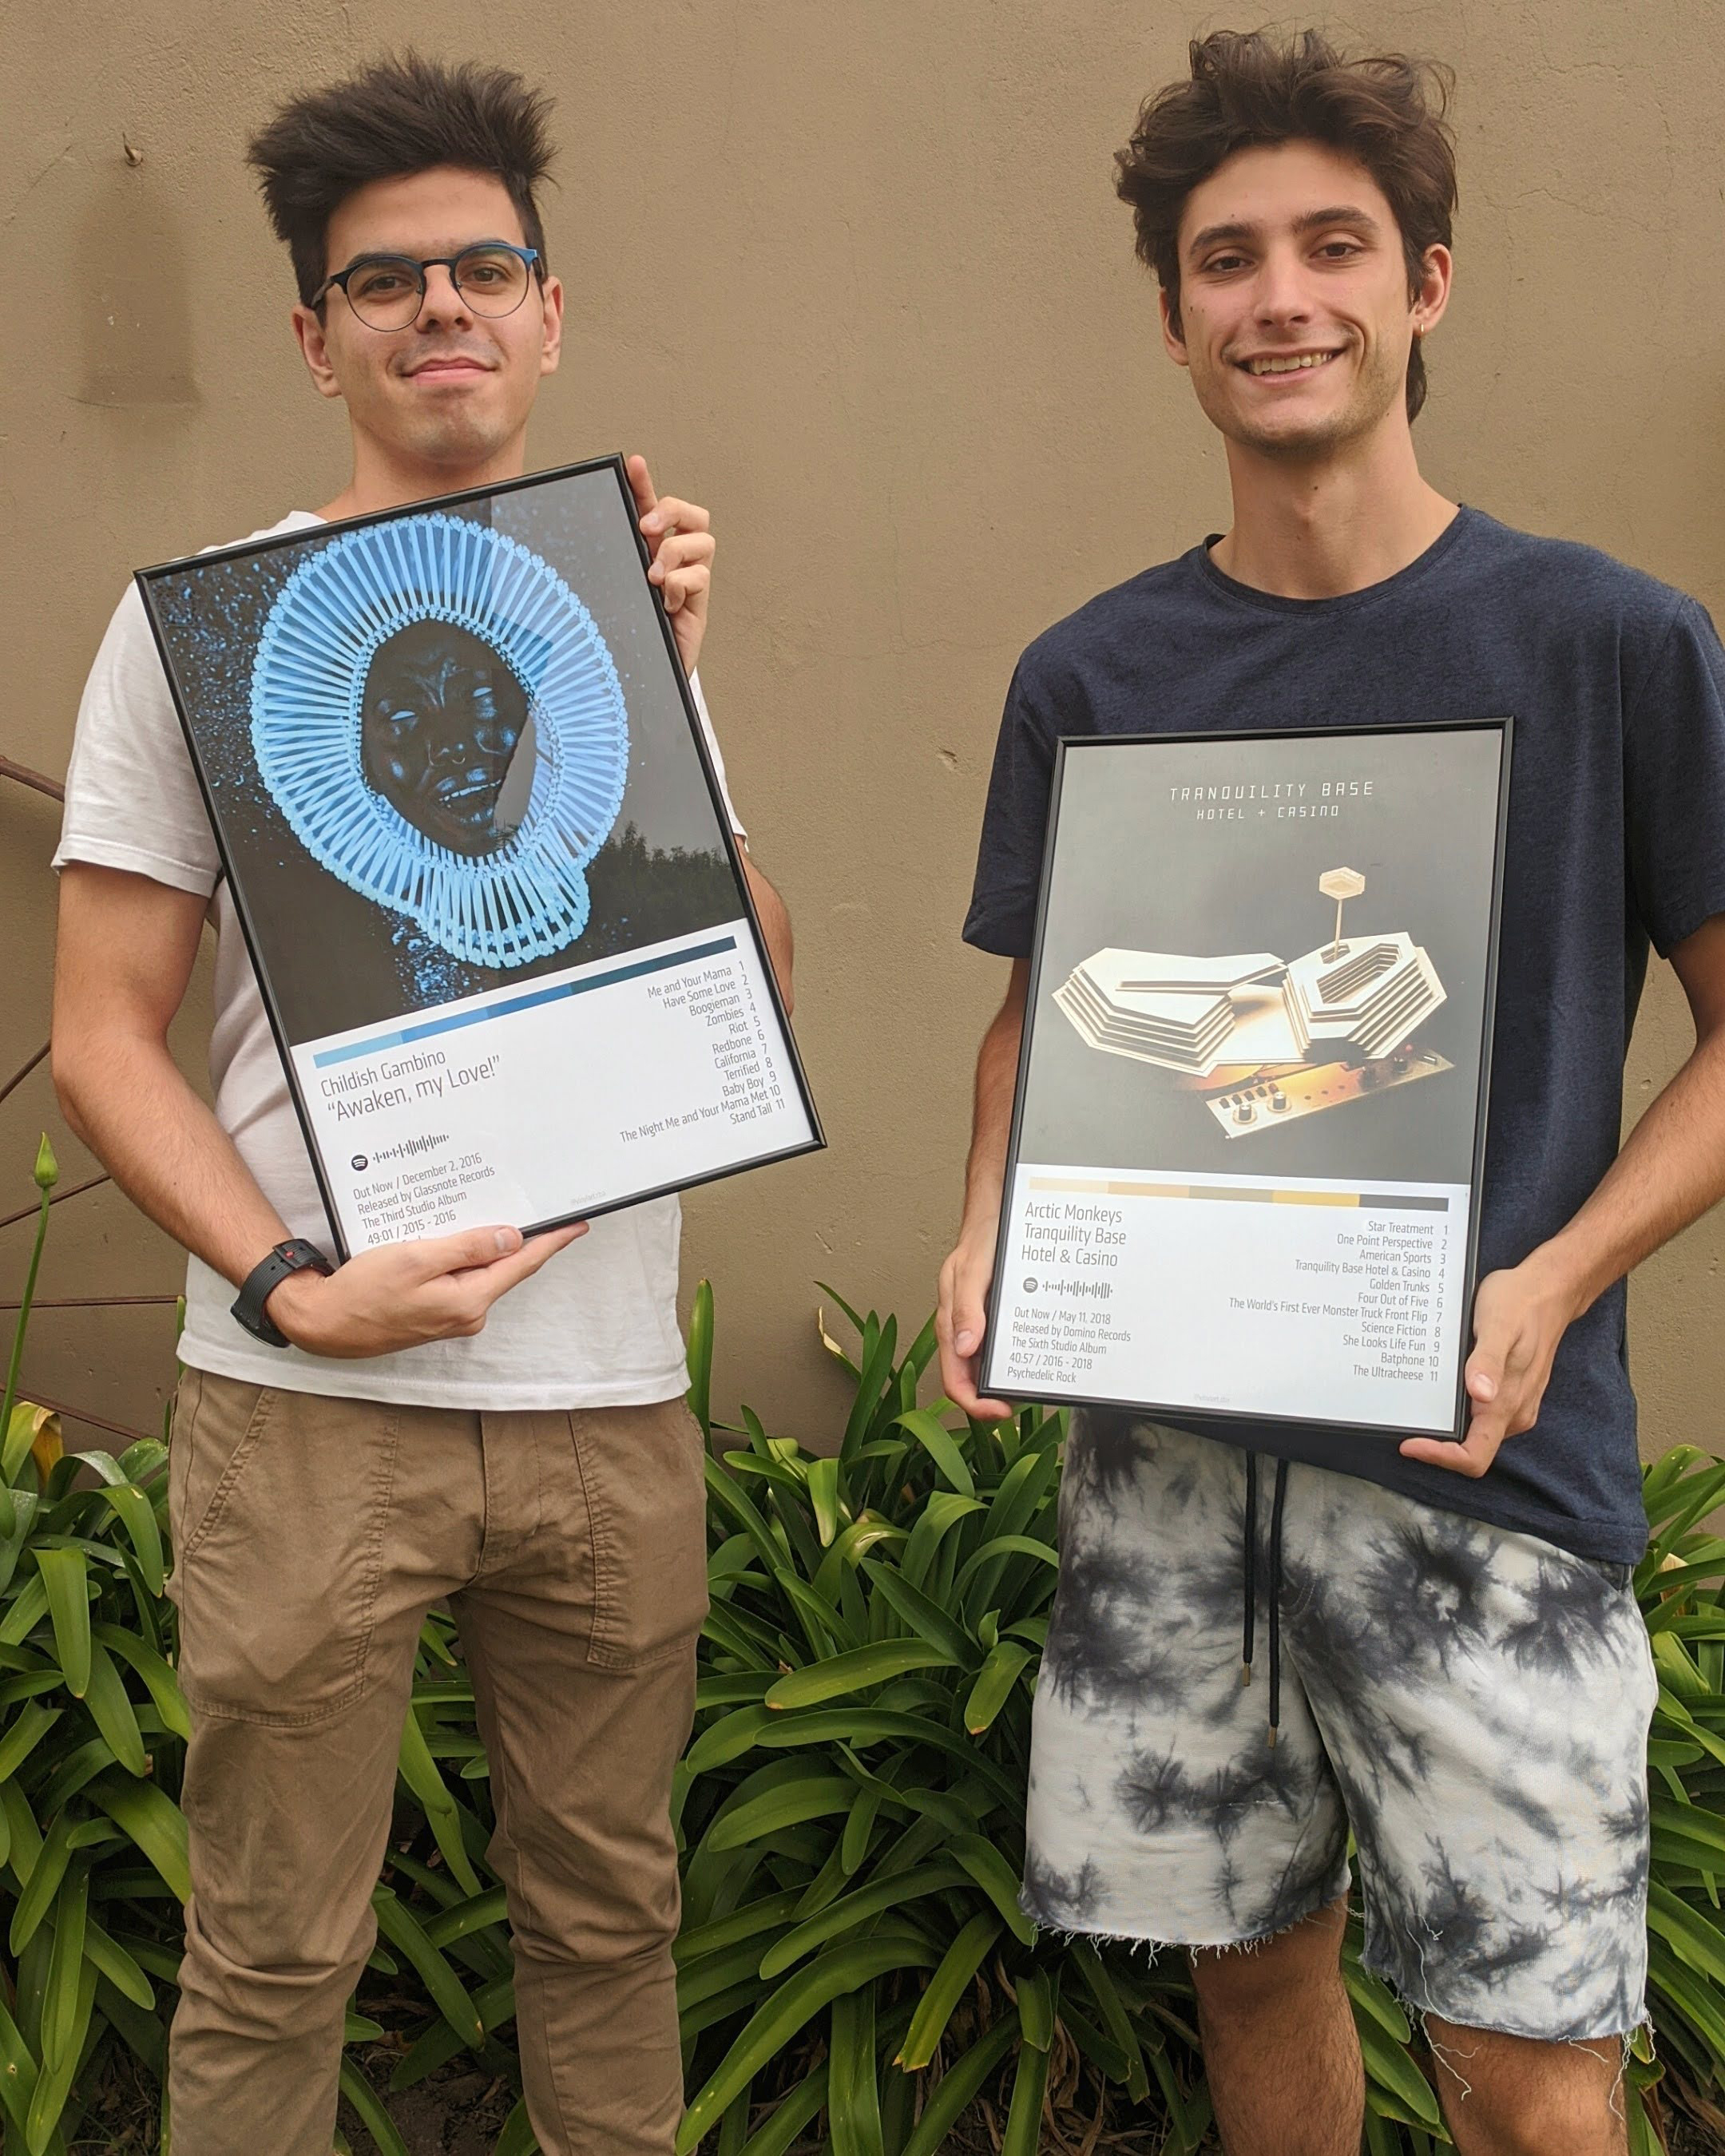 Childish Gambino
“Awaken, my Love!”
Out Now / December 2, 2016
Released by Glassnote Records
The Third Studio Album
49:01 / 2015 - 2016
Me and Your Mama 1
Have Some Love 2
Boogieman 3
Zombies 4
Riot 5
Redbone 6
California 7
Terrified 8
Baby Boy 9
The Night Me and Your Mama Met 10
Stand Tall 11
TRANQUILITY BASE
HOTEL + CASINO
Arctic Monkeys
Tranquility Base
Hotel & Casino
Out Now / May 11, 2018
Released by Domino Records
The Sixth Studio Album
40:57 / 2016 - 2018
Psychedelic Rock
Star Treatment 1
One Point Perspective 2
American Sports 3
Tranquility Base Hotel & Casino 4
Golden Trunks 5
Four Out of Five 6
The World's First Ever Monster Truck Front Flip 7
Science Fiction 8
She Looks Like Fun 9
Batphone 10
The Ultracheese 11